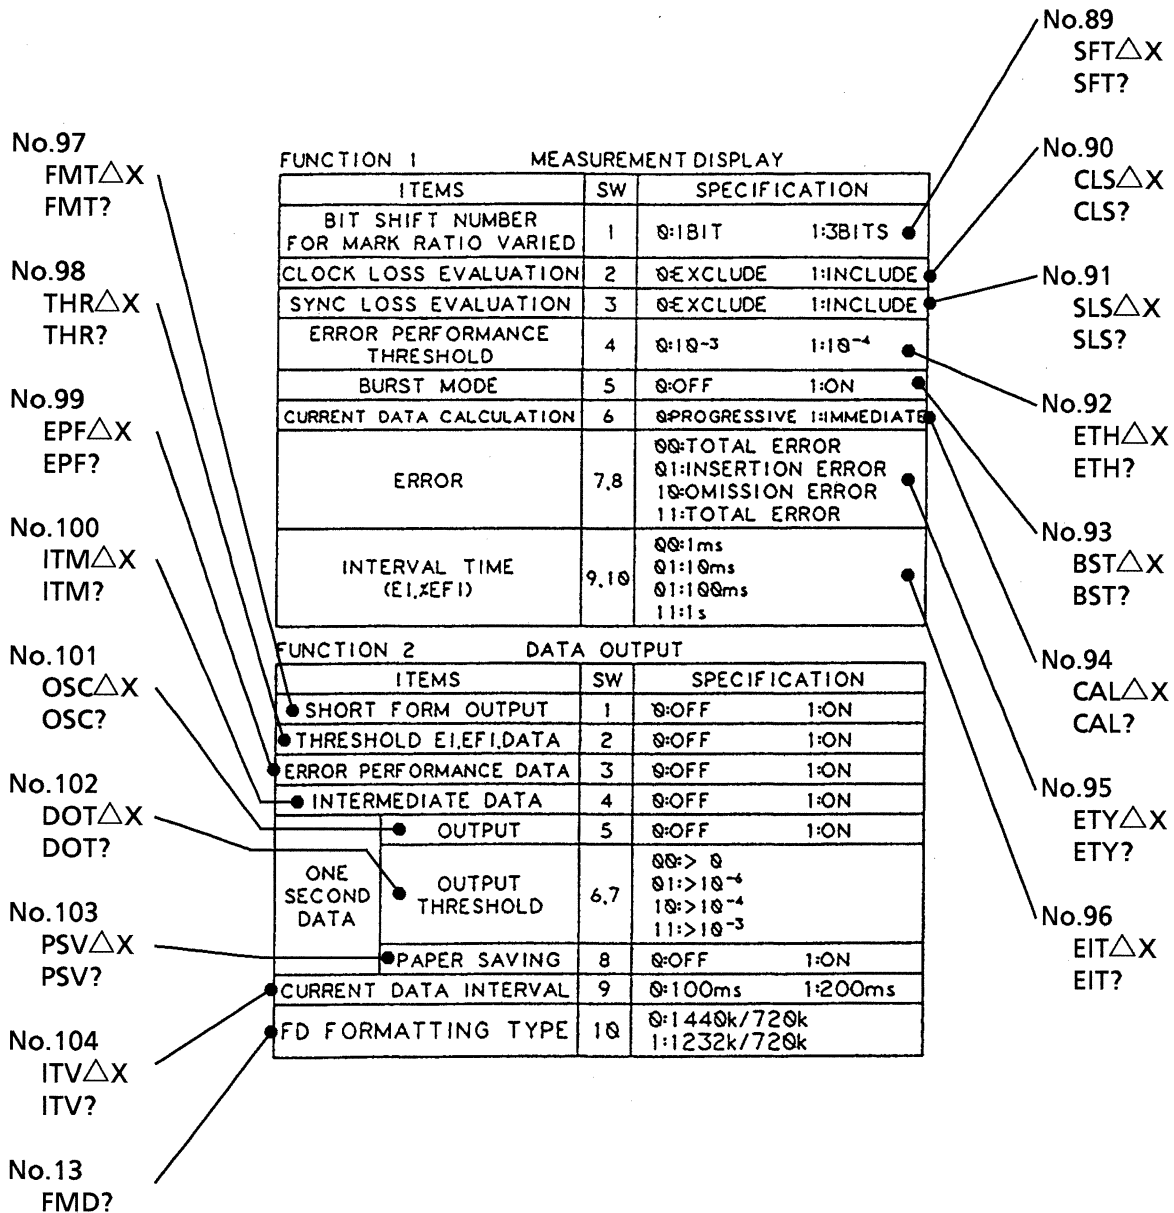 No.89
SFT△X
SFT?
No.97
FMT△X
FMT?
No.90
CLS△X
CLS?
No.98
THR△X
THR?
No.91
SLS△X
SLS?
No.99
EPF△X
EPF?
No.92
ETH△X
ETH?
No.100
ITM△X
ITM?
No.93
BST△X
BST?
No.101
OSC△X
OSC?
No.94
CAL△X
CAL?
No.102
DOT△X
DOT?
No.95
ETY△X
ETY?
No.103
PSV△X
PSV?
No.96
EIT△X
EIT?
No.104
ITV△X
ITV?
No.13
FMD?
FUNCTION 1 MEASUREMENT DISPLAY
ITEMS SW SPECIFICATION
BIT SHIFT NUMBER
FOR MARK RATIO VARIED 1 0:1BIT 1:3BITS
CLOCK LOSS EVALUATION 2 0:EXCLUDE 1:INCLUDE
SYNC LOSS EVALUATION 3 0:EXCLUDE 1:INCLUDE
ERROR PERFORMANCE
THRESHOLD 4 0:10⁻³ 1:10⁻⁴
BURST MODE 5 0:OFF 1:ON
CURRENT DATA CALCULATION 6 0:PROGRESSIVE 1:IMMEDIATE
ERROR 7,8
00:TOTAL ERROR
01:INSERTION ERROR
10:OMISSION ERROR
11:TOTAL ERROR
INTERVAL TIME
(EI,%EFI) 9,10
00:1ms
01:10ms
01:100ms
11:1s
FUNCTION 2 DATA OUTPUT
ITEMS SW SPECIFICATION
SHORT FORM OUTPUT 1 0:OFF 1:ON
THRESHOLD EI,EFI,DATA 2 0:OFF 1:ON
ERROR PERFORMANCE DATA 3 0:OFF 1:ON
INTERMEDIATE DATA 4 0:OFF 1:ON
ONE
SECOND
DATA
OUTPUT 5 0:OFF 1:ON
OUTPUT
THRESHOLD 6,7
00:> 0
01:>10⁻⁶
10:>10⁻⁴
11:>10⁻³
PAPER SAVING 8 0:OFF 1:ON
CURRENT DATA INTERVAL 9 0:100ms 1:200ms
FD FORMATTING TYPE 10 0:1440k/720k
1:1232k/720k